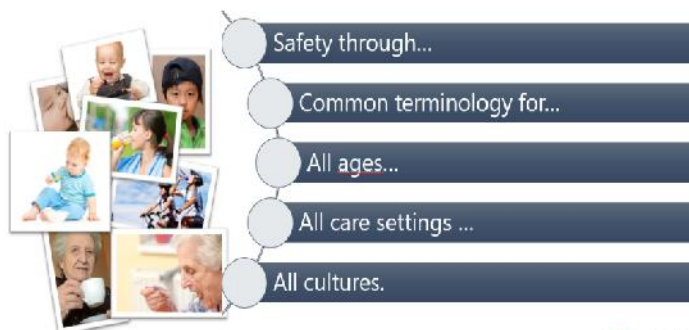 Safety through...
Common terminology for...
All ages...
All care settings ...
All cultures.